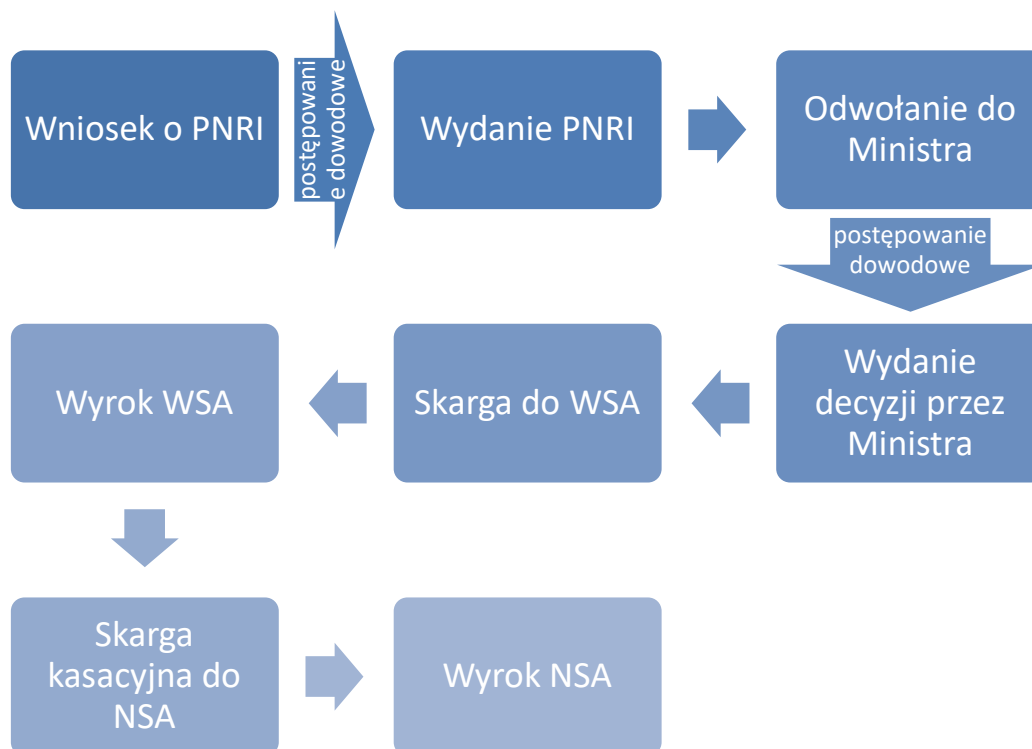 Wniosek o PNRI
postępowani
e dowodowe
Wydanie PNRI
Odwołanie do
Ministra
postępowanie
dowodowe
Wydanie
decyzji przez
Ministra
Skarga do WSA
Wyrok WSA
Skarga
kasacyjna do
NSA
Wyrok NSA